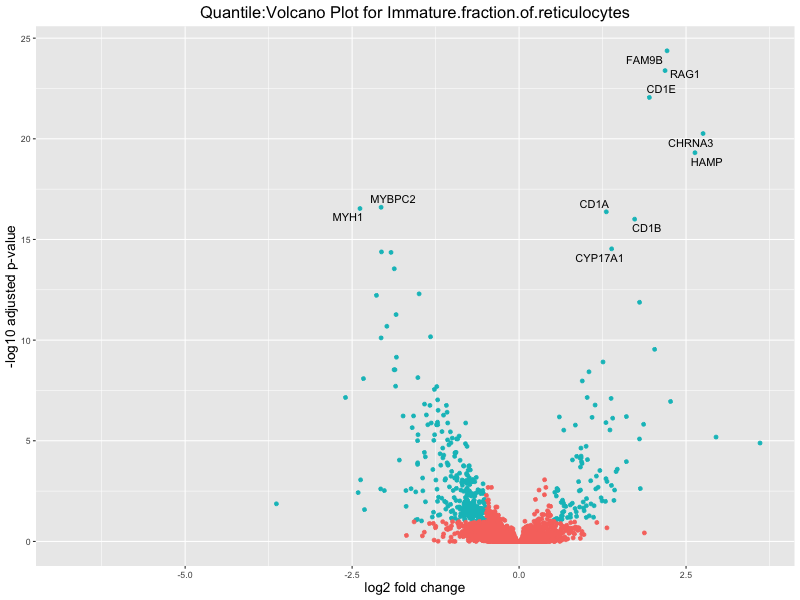 Quantile:Volcano Plot for Immature.fraction.of.reticulocytes
25
FAM9B
RAG1
CD1E
20
CHRNA3
HAMP
MYBPC2
CD1A
MYH1
CD1B
15
CYP17A1
-log10 adjusted p-value
10
5
0
-5.0
-2.5
0.0
2.5
log2 fold change